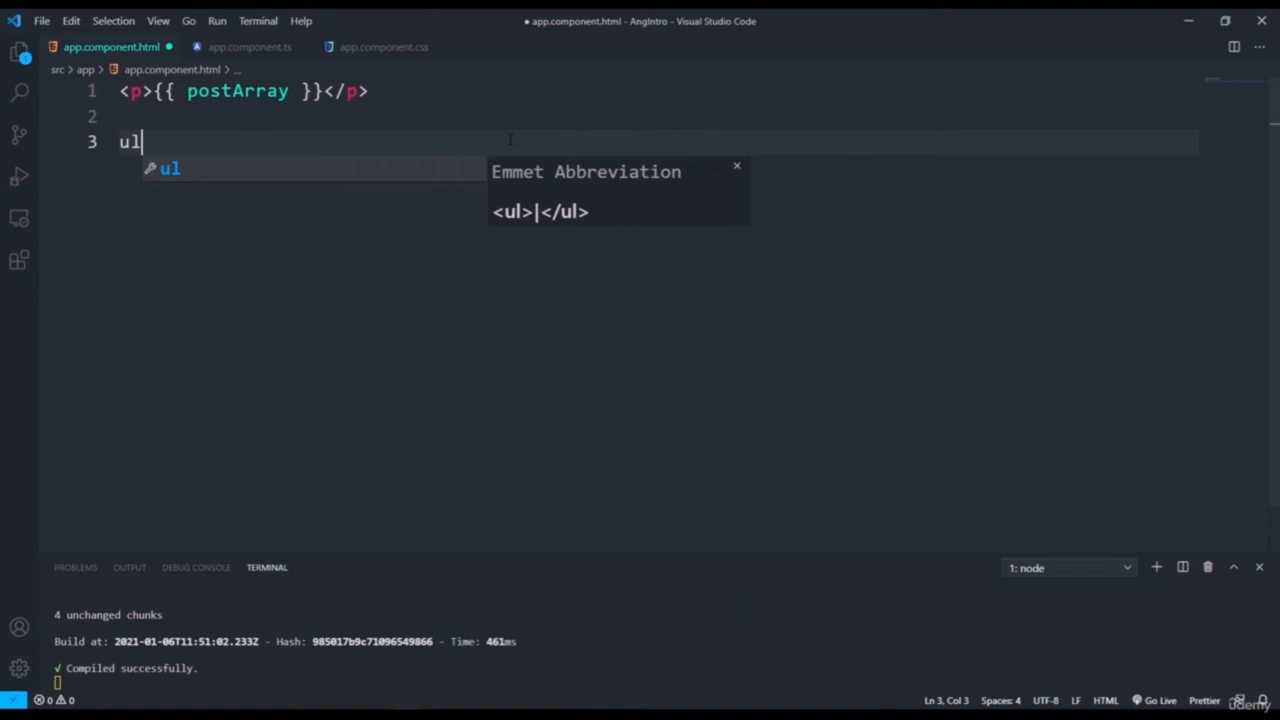 File Edit Selection View Go Run Terminal Help
● app.component.html - AngIntro - Visual Studio Code
app.component.html ● app.component.ts app.component.css
src > app > app.component.html > ...
1 <p>{{ postArray }}</p>
2
3 ul
ul
Emmet Abbreviation
<ul>|</ul>
PROBLEMS OUTPUT DEBUG CONSOLE TERMINAL
1: node
4 unchanged chunks
Build at: 2021-01-06T11:51:02.233Z - Hash: 985017b9c71096549866 - Time: 461ms
√ Compiled successfully.
0 0
Ln 3, Col 3 Spaces: 4 UTF-8 LF HTML Go Live Prettier
ûdemy